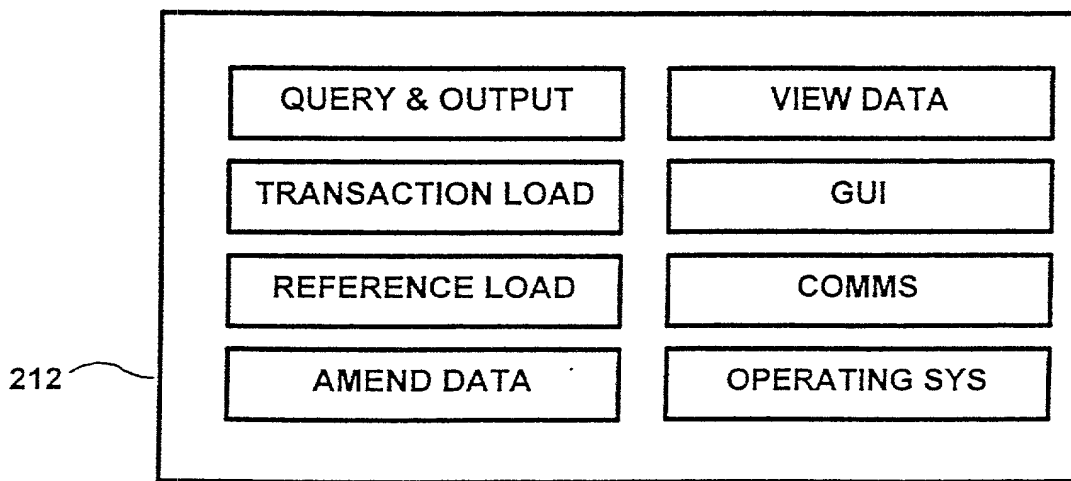 QUERY & OUTPUT
VIEW DATA
TRANSACTION LOAD
GUI
REFERENCE LOAD
COMMS
AMEND DATA
OPERATING SYS
212